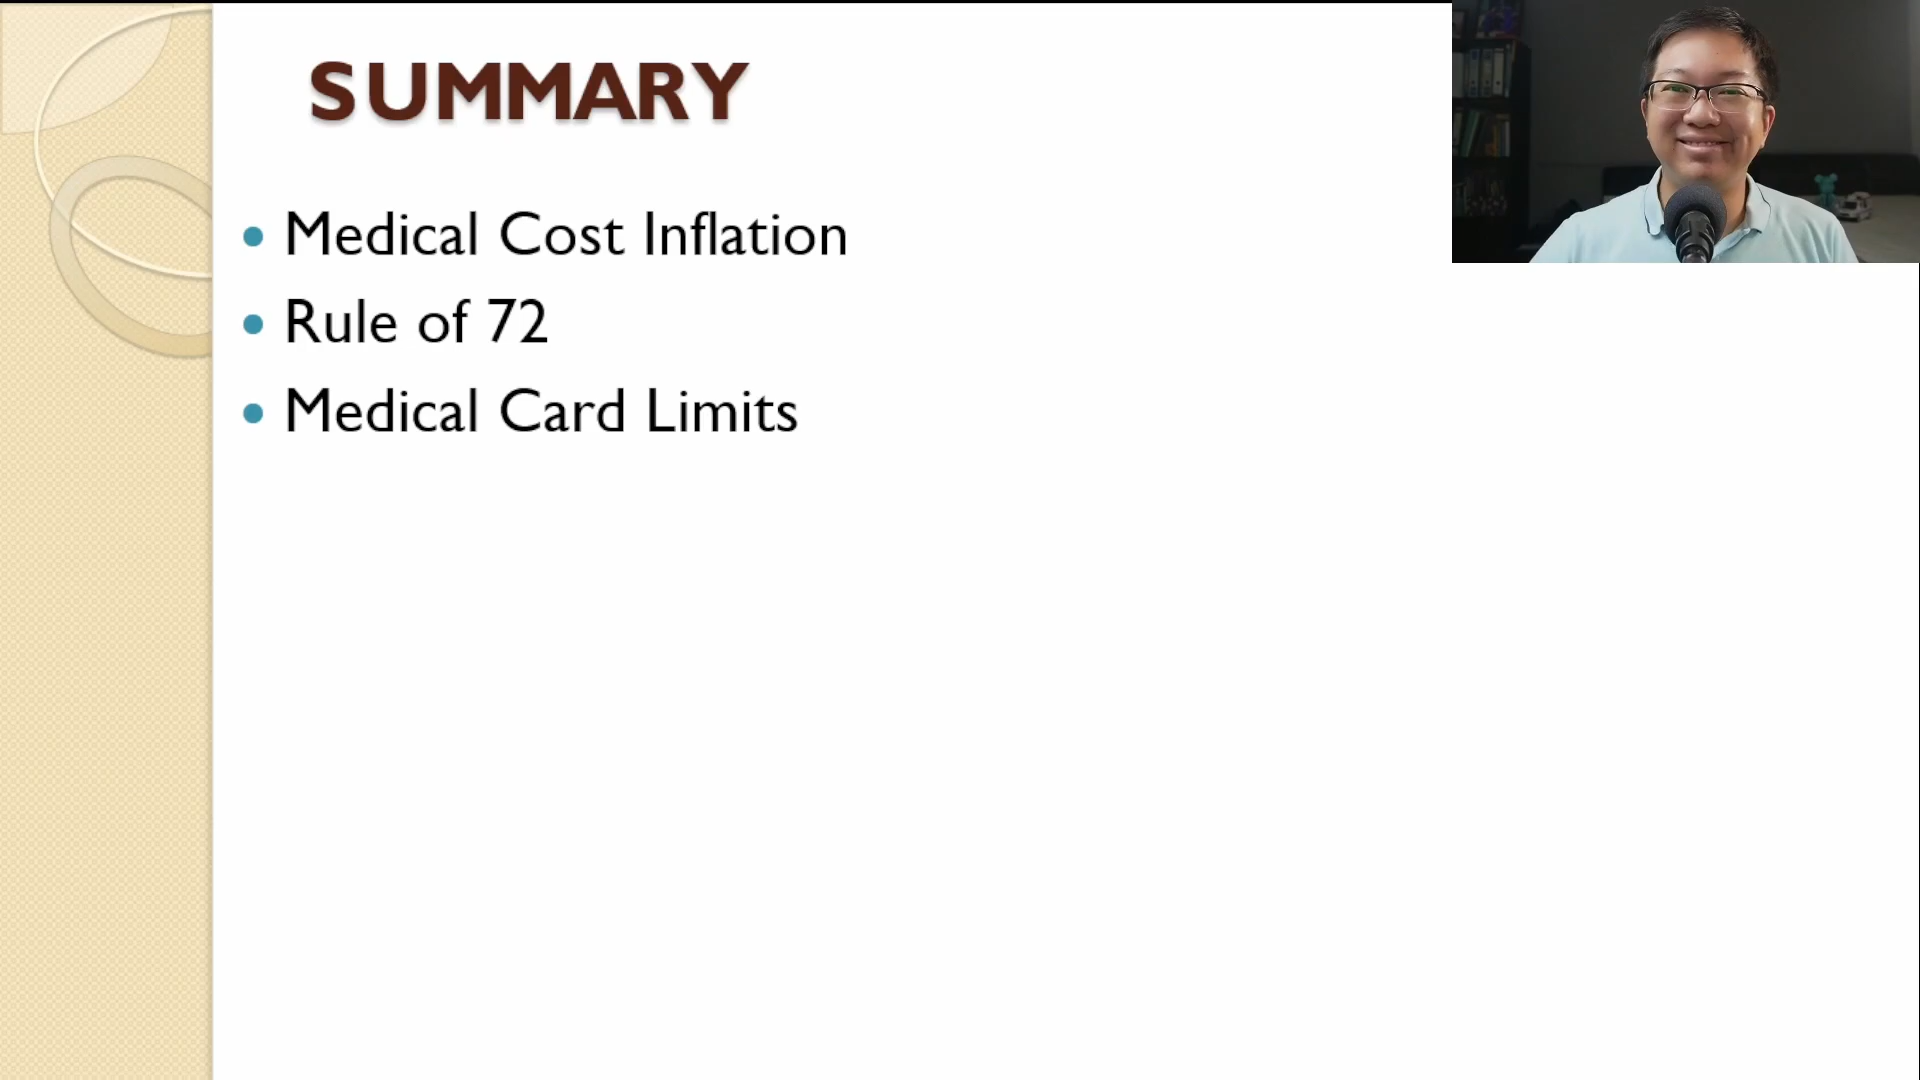 SUMMARY
• Medical Cost Inflation
• Rule of 72
• Medical Card Limits